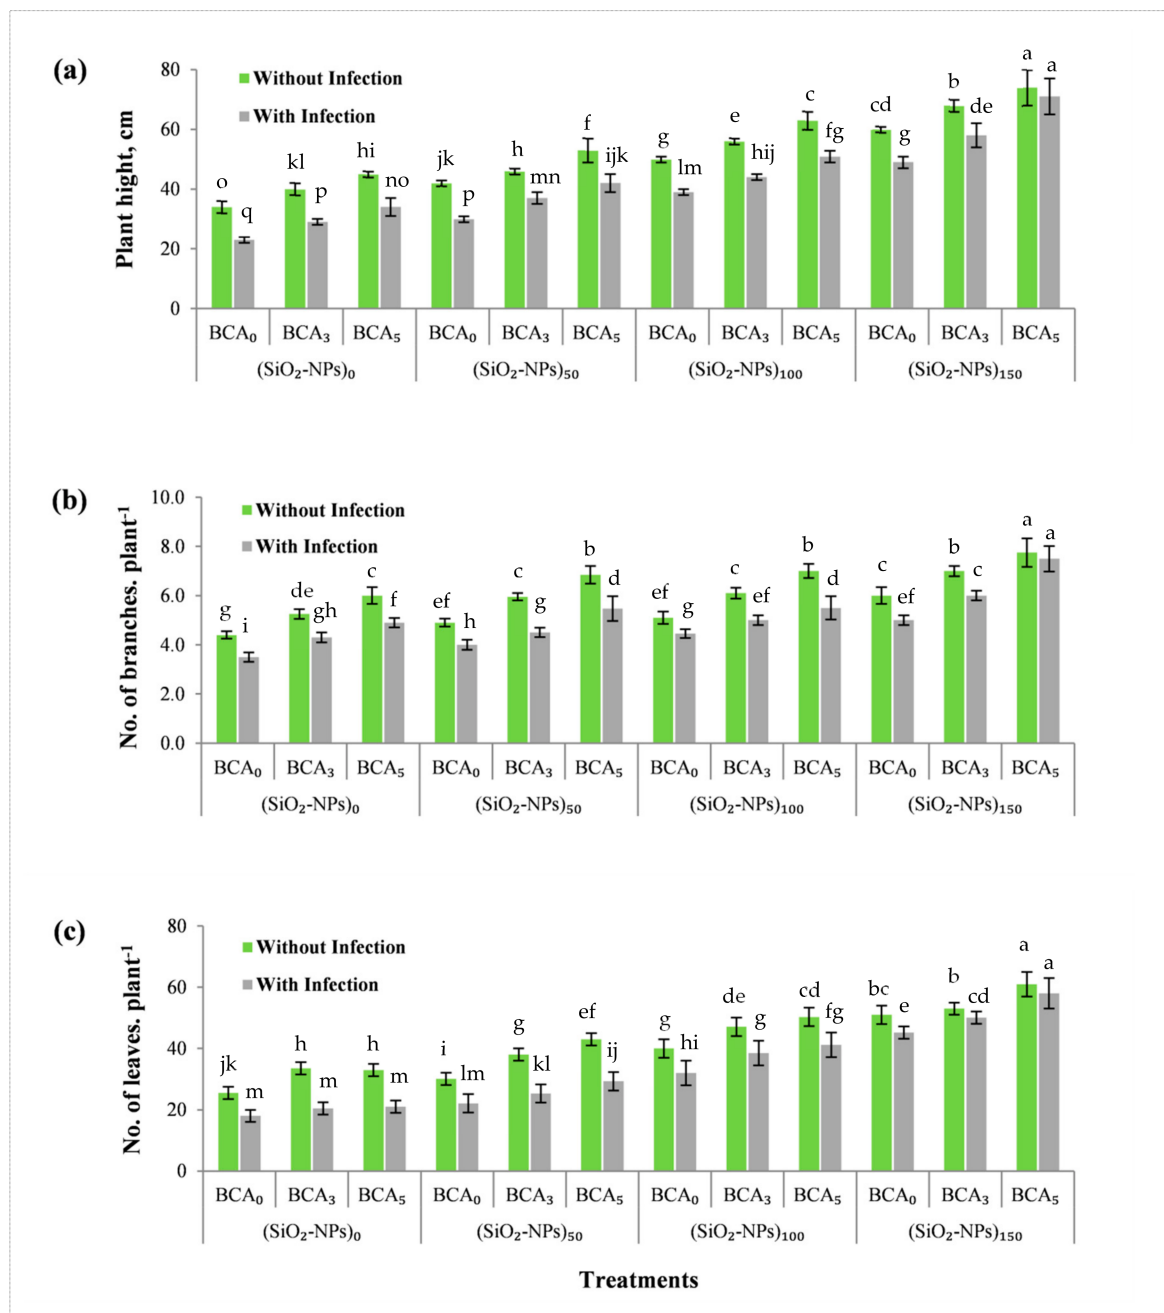 (a)
Plant hight, cm
80
60
40
20
0
Without Infection
With Infection
o q kl p hi no jk p h mn f ijk g lm e hij c fg cd g b de a a
BCA₀ BCA₃ BCA₅ BCA₀ BCA₃ BCA₅ BCA₀ BCA₃ BCA₅ BCA₀ BCA₃ BCA₅
(SiO₂-NPs)₀ (SiO₂-NPs)₅₀ (SiO₂-NPs)₁₀₀ (SiO₂-NPs)₁₅₀
(b)
No. of branches. plant⁻¹
10.0
8.0
6.0
4.0
2.0
0.0
Without Infection
With Infection
g i de gh c f ef h c g b d ef g c ef b d c ef b c a a
BCA₀ BCA₃ BCA₅ BCA₀ BCA₃ BCA₅ BCA₀ BCA₃ BCA₅ BCA₀ BCA₃ BCA₅
(SiO₂-NPs)₀ (SiO₂-NPs)₅₀ (SiO₂-NPs)₁₀₀ (SiO₂-NPs)₁₅₀
(c)
No. of leaves. plant⁻¹
80
60
40
20
0
Without Infection
With Infection
jk m h m h m i lm g kl ef ij g hi de g cd fg bc e b cd a a
BCA₀ BCA₃ BCA₅ BCA₀ BCA₃ BCA₅ BCA₀ BCA₃ BCA₅ BCA₀ BCA₃ BCA₅
(SiO₂-NPs)₀ (SiO₂-NPs)₅₀ (SiO₂-NPs)₁₀₀ (SiO₂-NPs)₁₅₀
Treatments